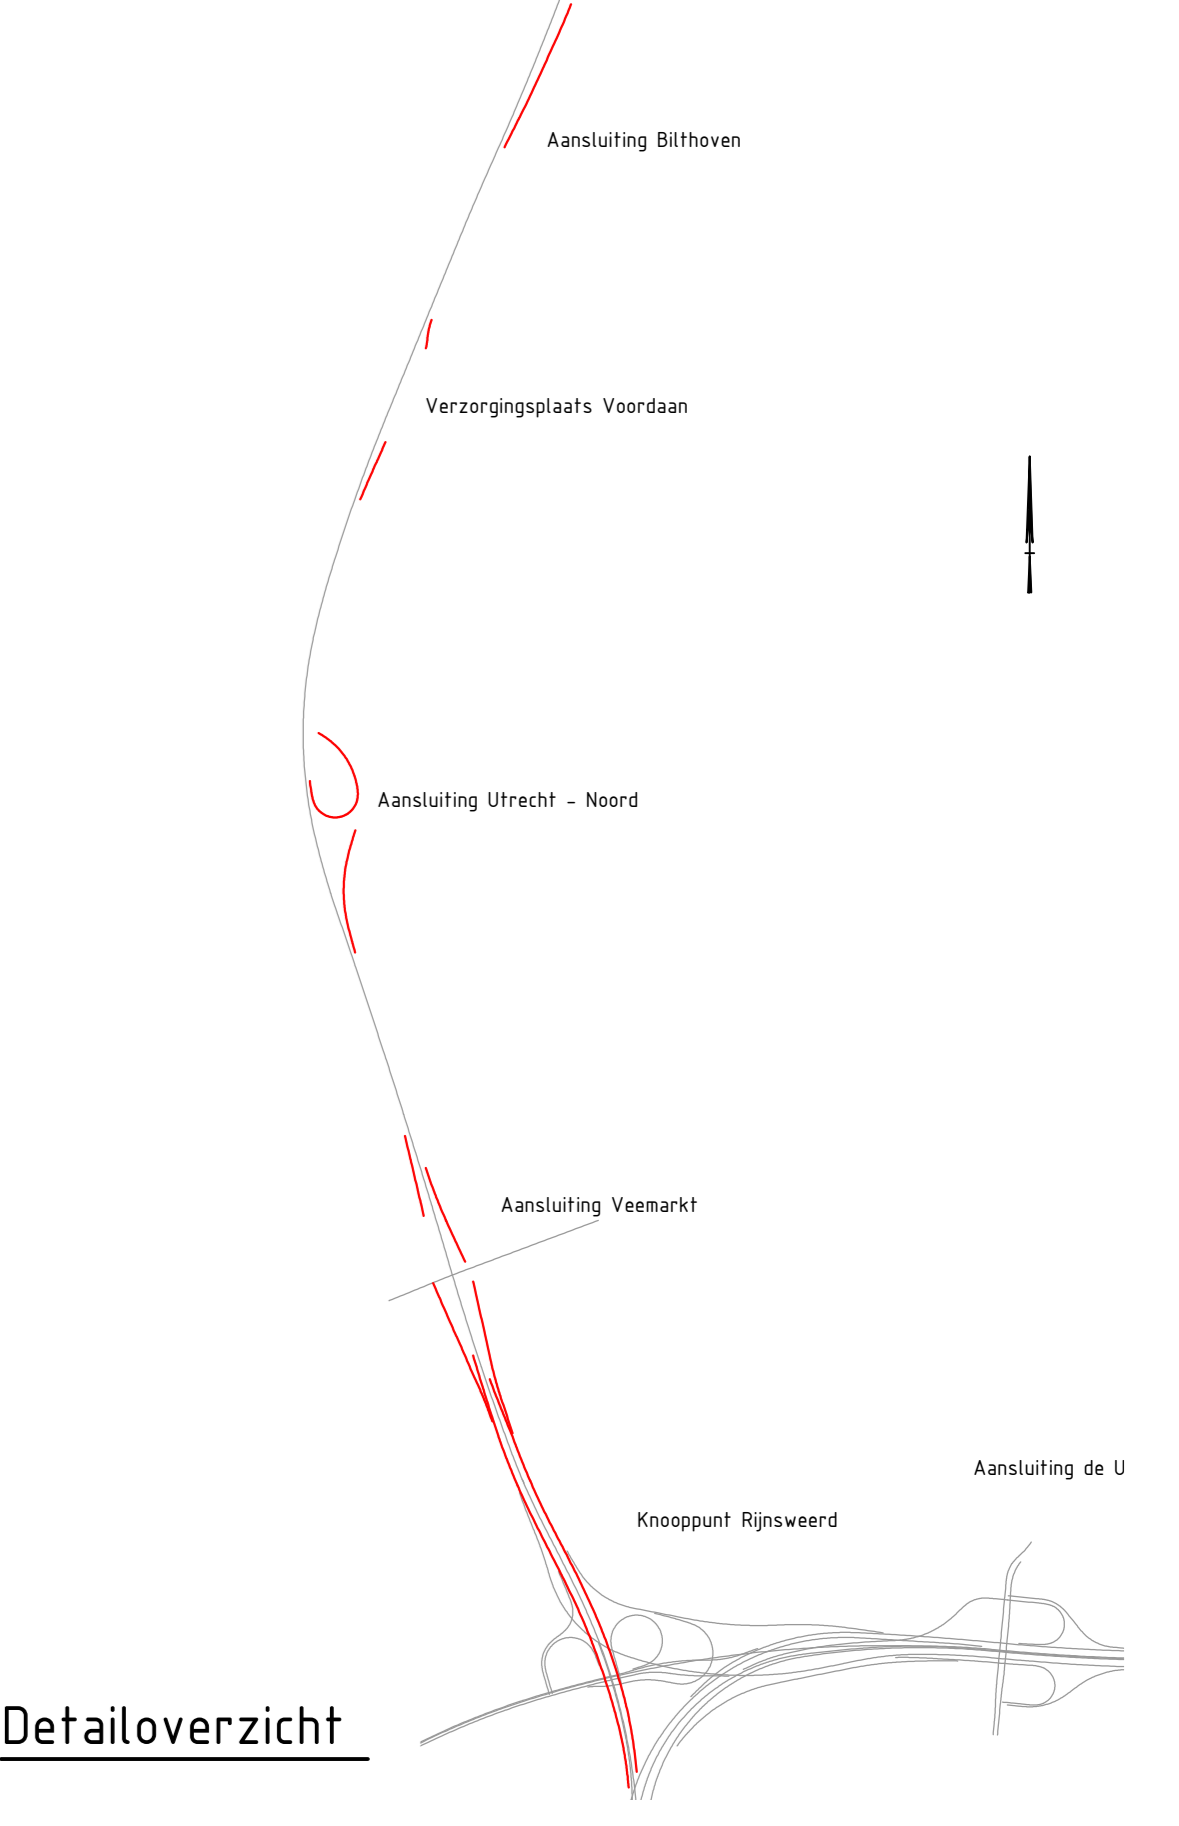 Aansluiting Bilthoven
Verzorgingsplaats Voordaan
Aansluiting Utrecht - Noord
Aansluiting Veemarkt
Aansluiting de U
Knooppunt Rijnsweerd
Detailoverzicht